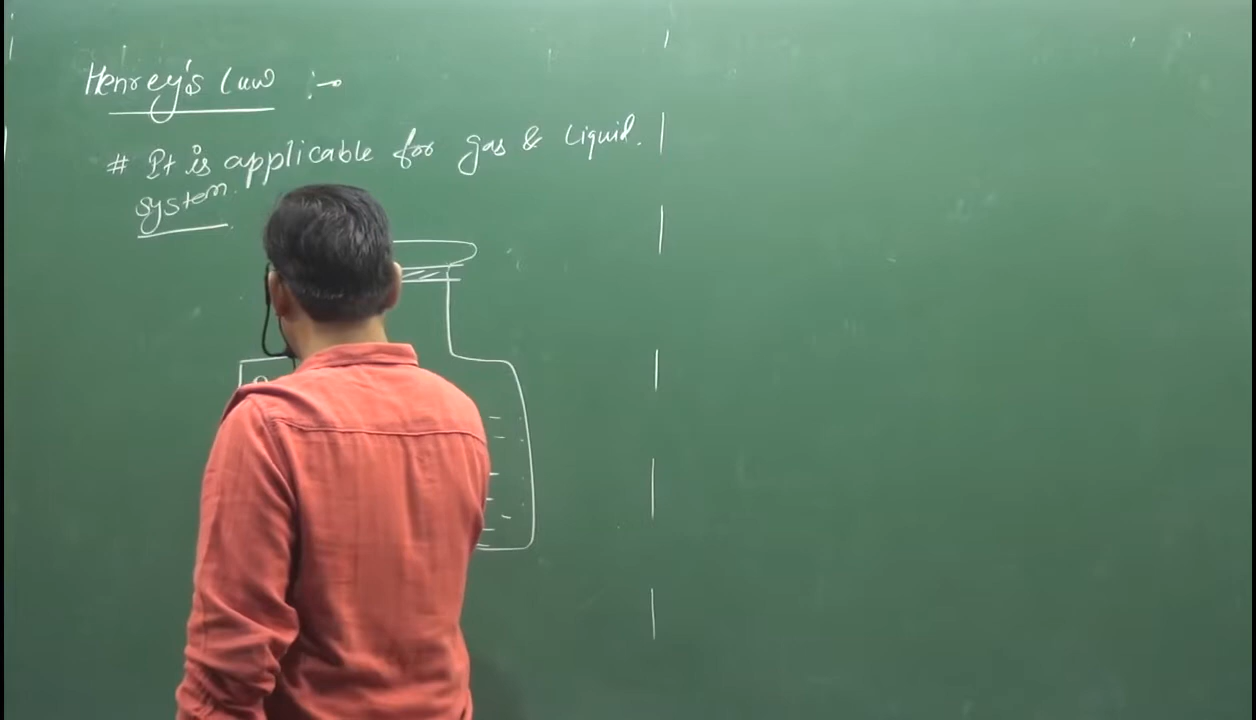 Henrey's Law :-
# It is applicable for gas & Liquid.
system.